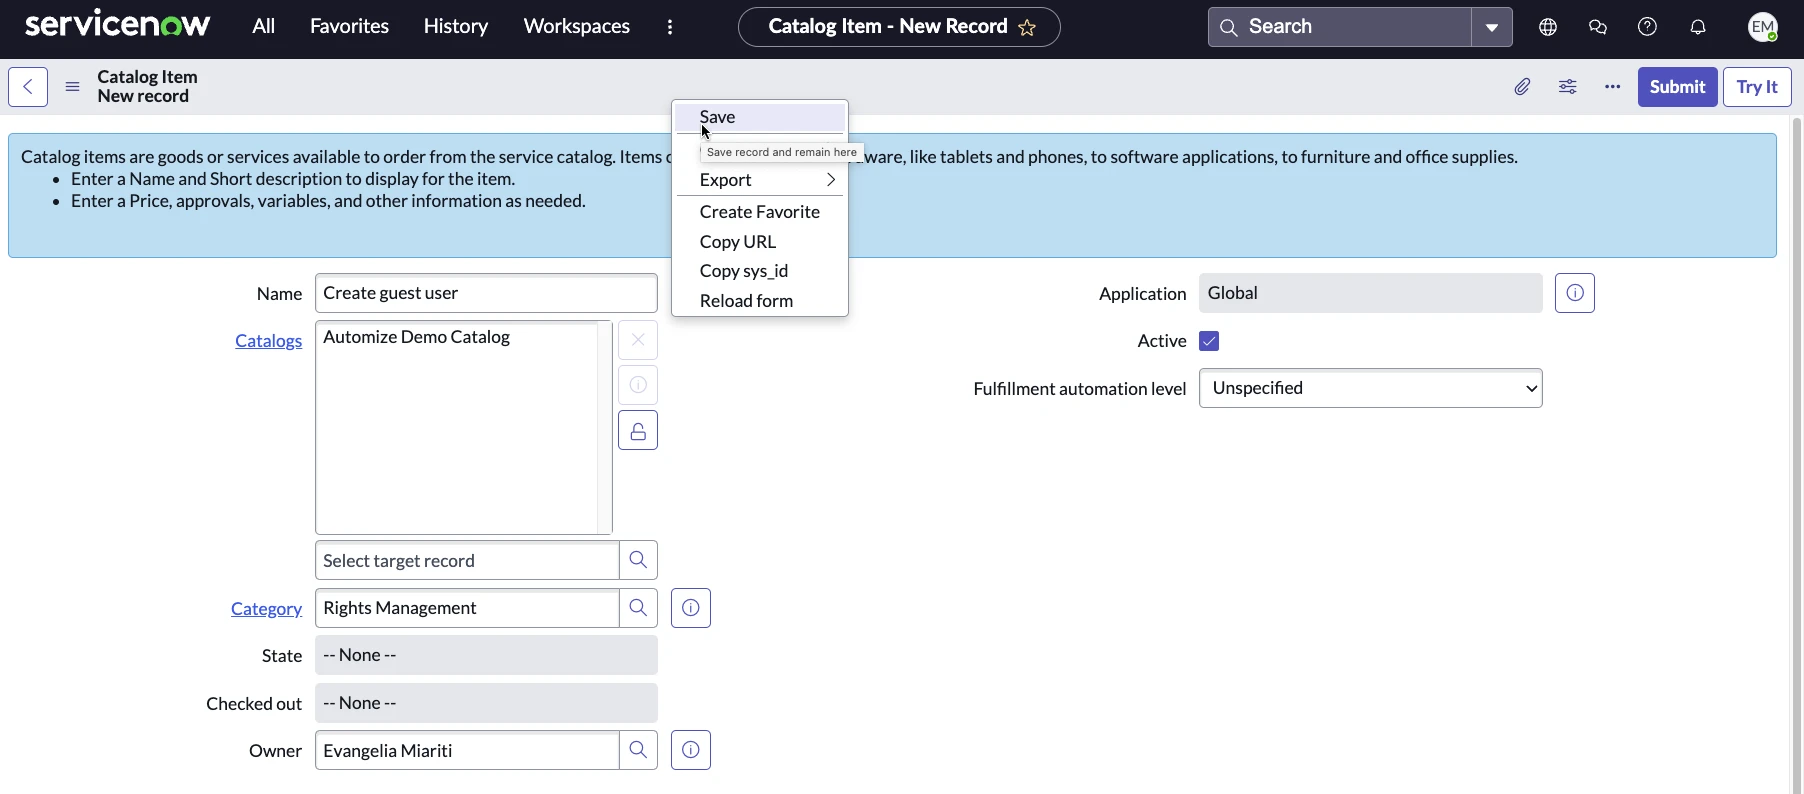 servicenow All Favorites History Workspaces Catalog Item - New Record Search EM
Catalog Item
New record
Submit Try It
Save
Save record and remain here
Catalog items are goods or services available to order from the service catalog. Items ware, like tablets and phones, to software applications, to furniture and office supplies.
• Enter a Name and Short description to display for the item.
• Enter a Price, approvals, variables, and other information as needed.
Export
Create Favorite
Copy URL
Copy sys_id
Reload form
Name Create guest user
Application Global
Catalogs Automize Demo Catalog
Active
Fulfillment automation level Unspecified
Select target record
Category Rights Management
State -- None --
Checked out -- None --
Owner Evangelia Miariti